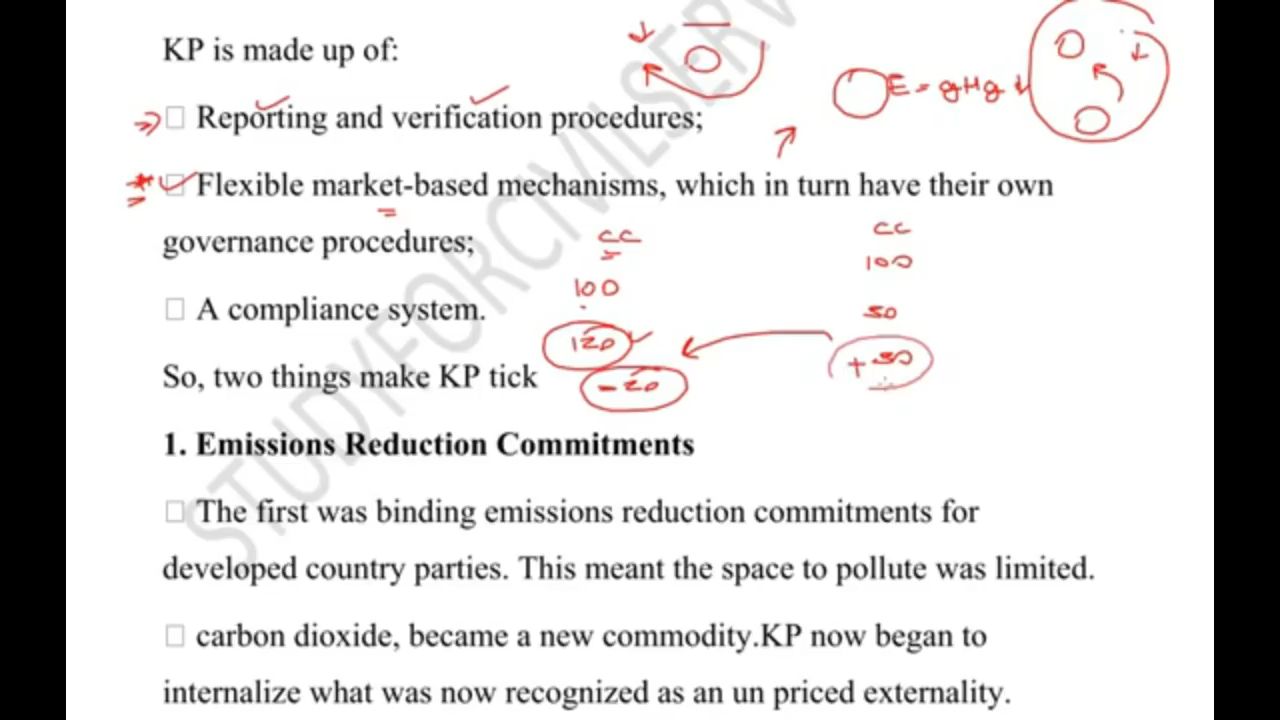 KP is made up of:
E = gHg ↓
□ Reporting and verification procedures;
□ Flexible market-based mechanisms, which in turn have their own
governance procedures;
cc
cc
100
100
50
□ A compliance system.
120
+50
So, two things make KP tick
-20
1. Emissions Reduction Commitments
□ The first was binding emissions reduction commitments for
developed country parties. This meant the space to pollute was limited.
□ carbon dioxide, became a new commodity.KP now began to
internalize what was now recognized as an un priced externality.
STUDYFORCIVILSERV